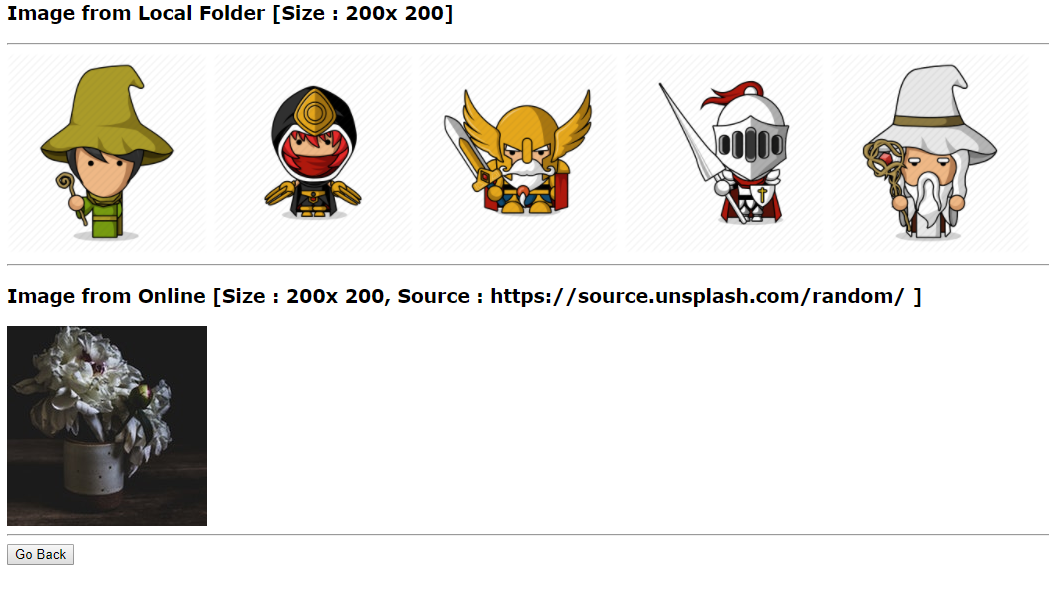 Image from Local Folder [Size : 200x 200]
Image from Online [Size : 200x 200, Source : https://source.unsplash.com/random/ ]
Go Back